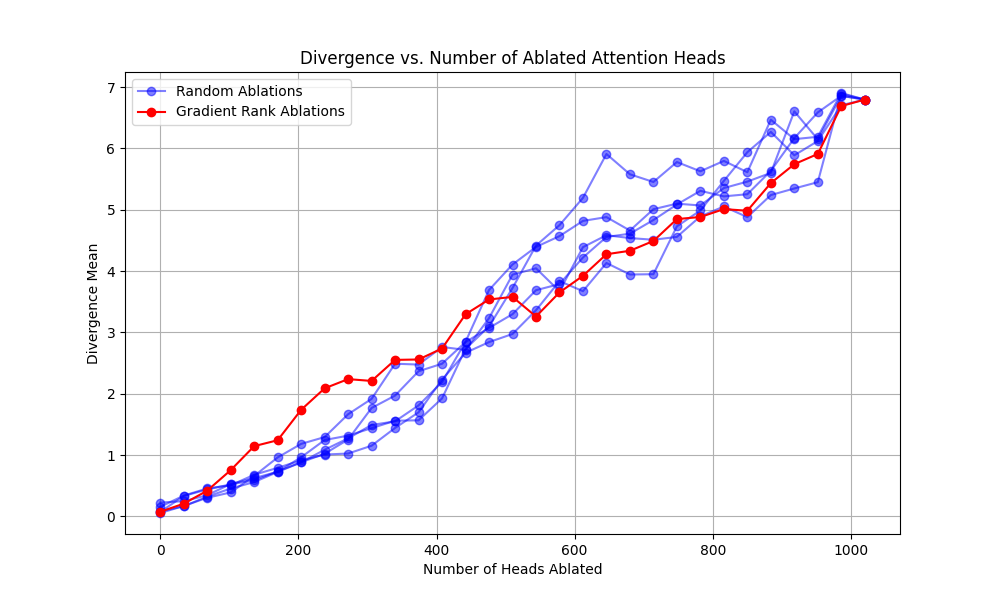 Divergence vs. Number of Ablated Attention Heads
Random Ablations
Gradient Rank Ablations
Divergence Mean
7
6
5
4
3
2
1
0
0 200 400 600 800 1000
Number of Heads Ablated